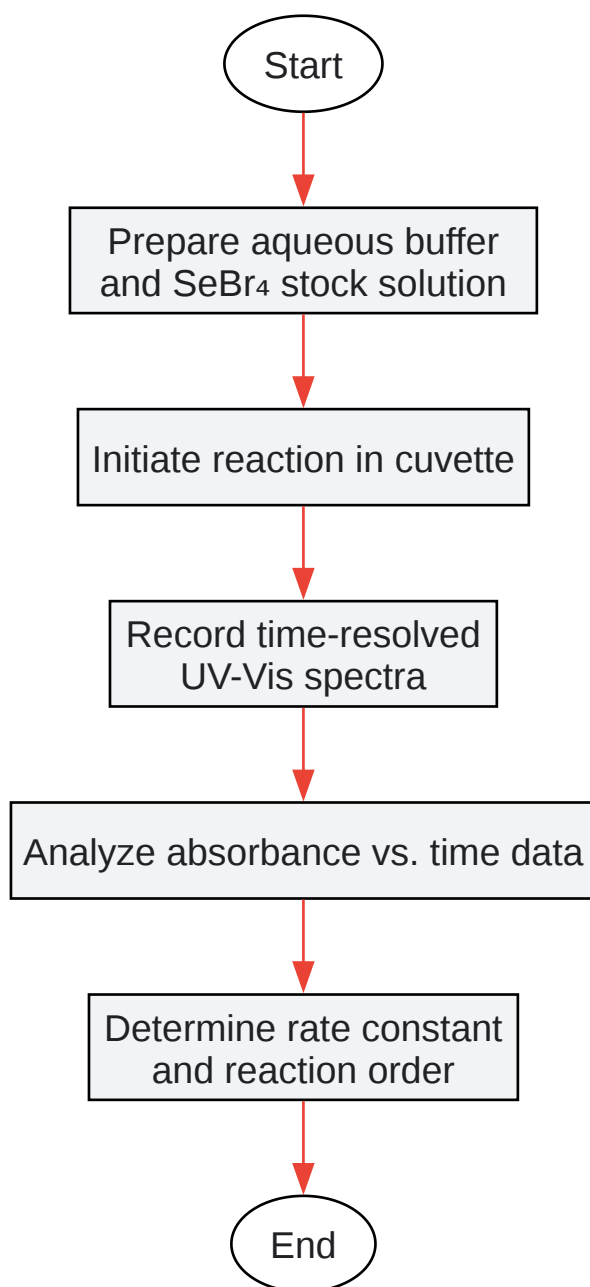 Start
Prepare aqueous buffer
and SeBr₄ stock solution
Initiate reaction in cuvette
Record time-resolved
UV-Vis spectra
Analyze absorbance vs. time data
Determine rate constant
and reaction order
End